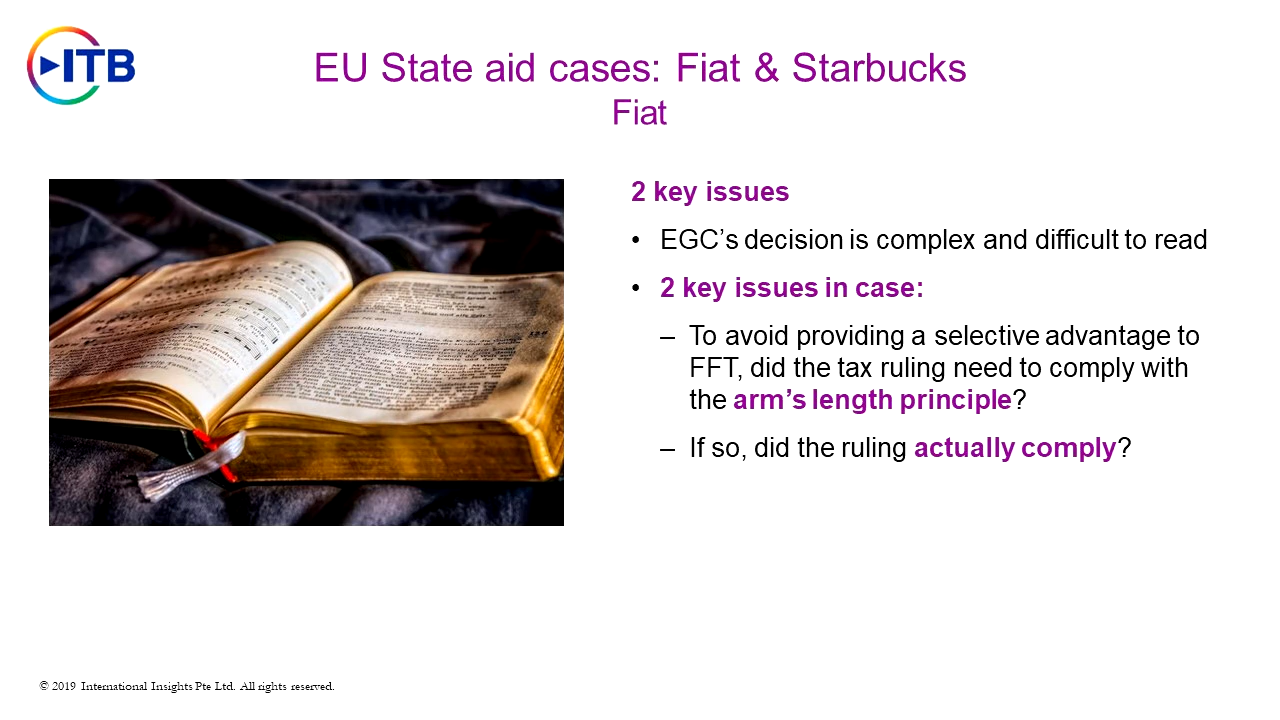 ITB
EU State aid cases: Fiat & Starbucks
Fiat
2 key issues
• EGC’s decision is complex and difficult to read
• 2 key issues in case:
– To avoid providing a selective advantage to
FFT, did the tax ruling need to comply with
the arm’s length principle?
– If so, did the ruling actually comply?
© 2019 International Insights Pte Ltd. All rights reserved.